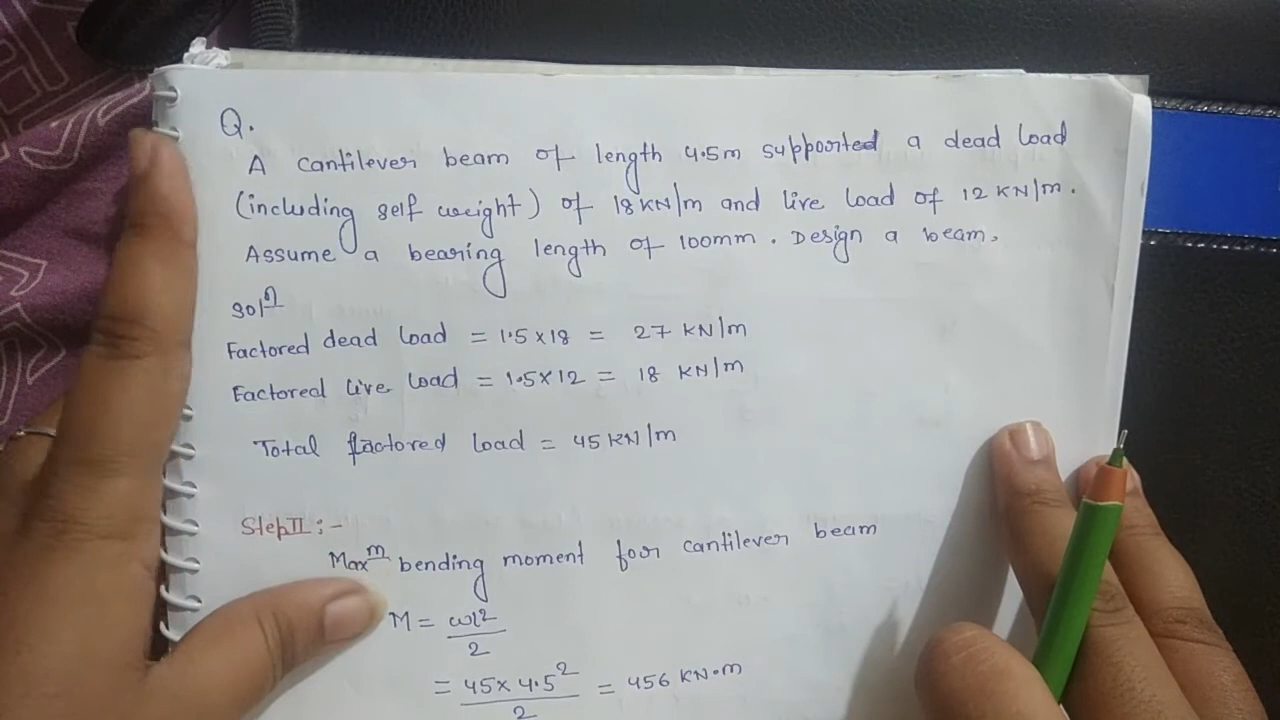 Q.
A cantilever beam of length 4.5m supported a dead load
(including self weight) of 18 KN/m and live load of 12 KN/m.
Assume a bearing length of 100mm. Design a beam.
solⁿ
Factored dead load = 1.5×18 = 27 KN/m
Factored live load = 1.5×12 = 18 KN/m
Total factored load = 45 KN/m
Step II :-
Maxᵐ bending moment foor cantilever beam
M = ωl²/2
= 45×4.5²/2 = 456 KN·m